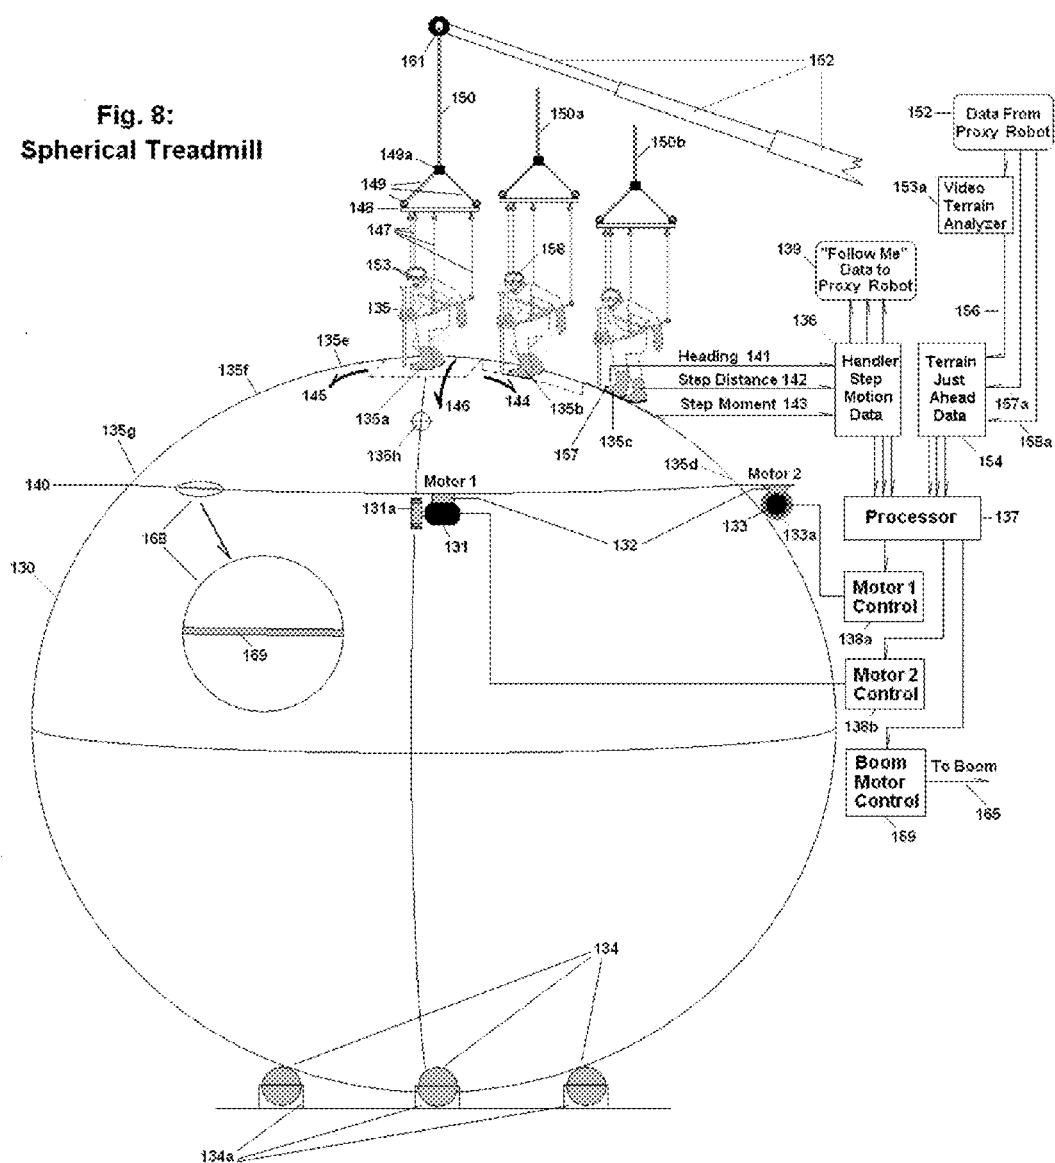 Fig. 8:
Spherical Treadmill
161
162
150
150a
150b
152
Data From
Proxy Robot
149a
149
148
147
153
158
135
153a
Video
Terrain
Analyzer
139
"Follow Me"
Data to
Proxy Robot
136
156
135e
135f
145
135a
146
144
135b
Heading 141
Step Distance 142
Step Moment 143
Handler
Step
Motion
Data
Terrain
Just
Ahead
Data
157a
155a
154
135g
135h
157
135c
135d
140
Motor 1
Motor 2
131a
131
132
133
133a
Processor
137
168
130
169
Motor 1
Control
138a
Motor 2
Control
138b
Boom
Motor
Control
To Boom
165
159
134
134a